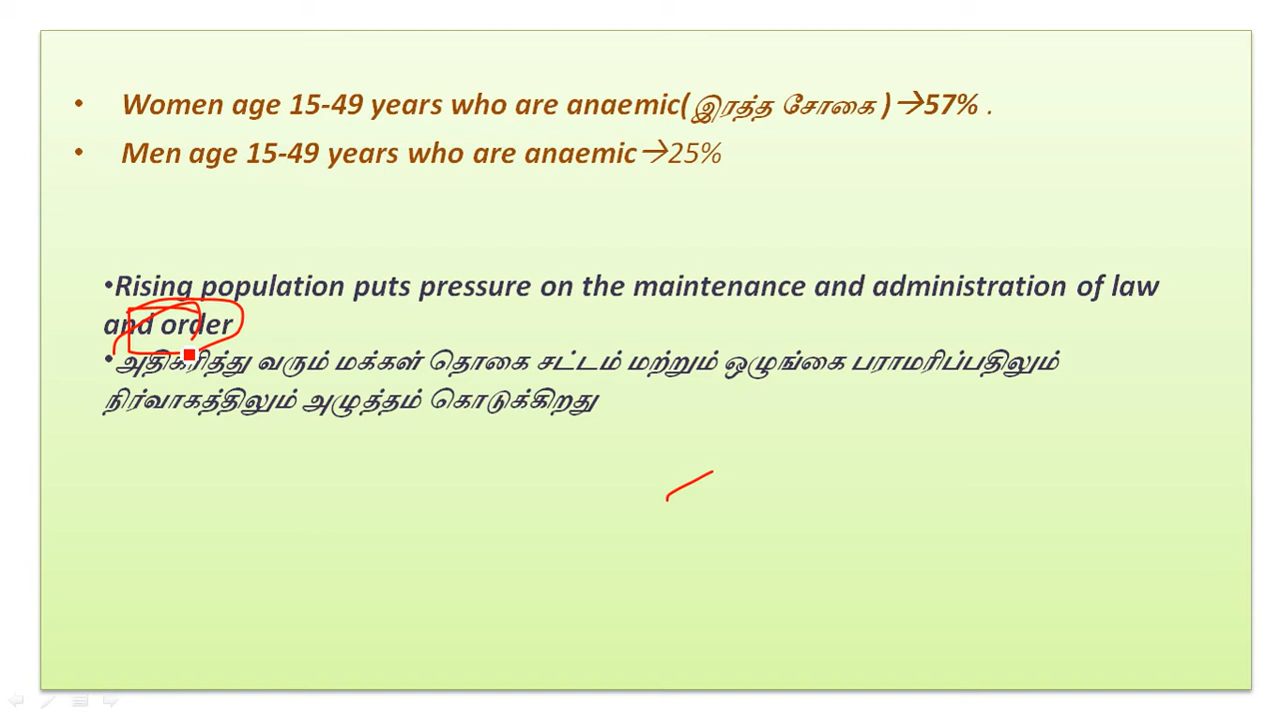 • Women age 15-49 years who are anaemic(இரத்த சோகை )→57% .
• Men age 15-49 years who are anaemic→25%
•Rising population puts pressure on the maintenance and administration of law
and order
•அதிகரித்து வரும் மக்கள் தொகை சட்டம் மற்றும் ஒழுங்கை பராமரிப்பதிலும்
நிர்வாகத்திலும் அழுத்தம் கொடுக்கிறது